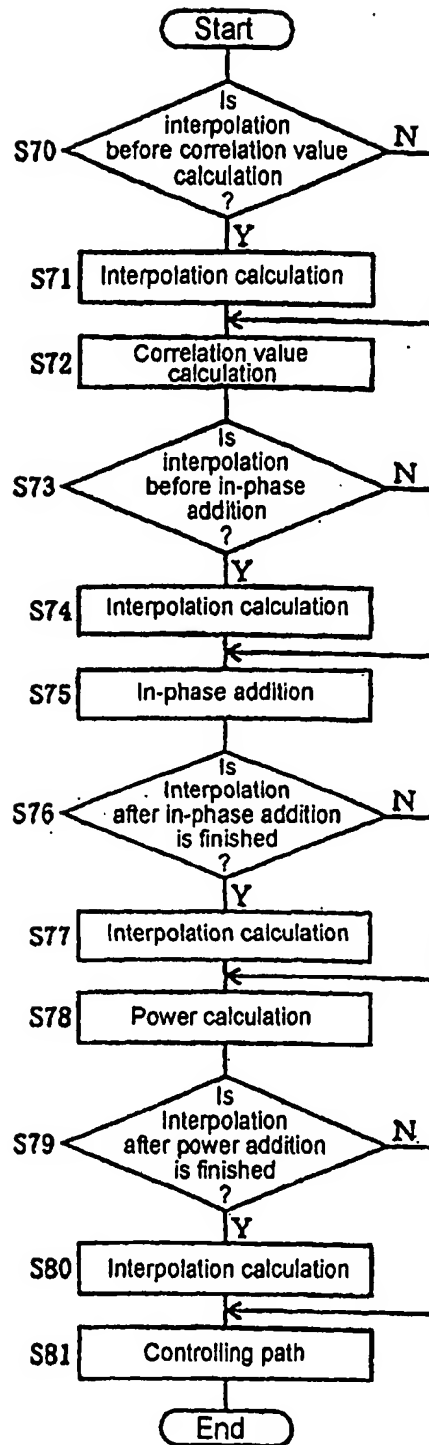 Start
Is
interpolation
before correlation value
calculation
?
S70
N
Y
S71
Interpolation calculation
S72
Correlation value
calculation
Is
interpolation
before in-phase
addition
?
S73
N
Y
S74
Interpolation calculation
S75
In-phase addition
Is
Interpolation
after in-phase addition
is finished
?
S76
N
Y
S77
Interpolation calculation
S78
Power calculation
Is
Interpolation
after power addition
is finished
?
S79
N
Y
S80
Interpolation calculation
S81
Controlling path
End